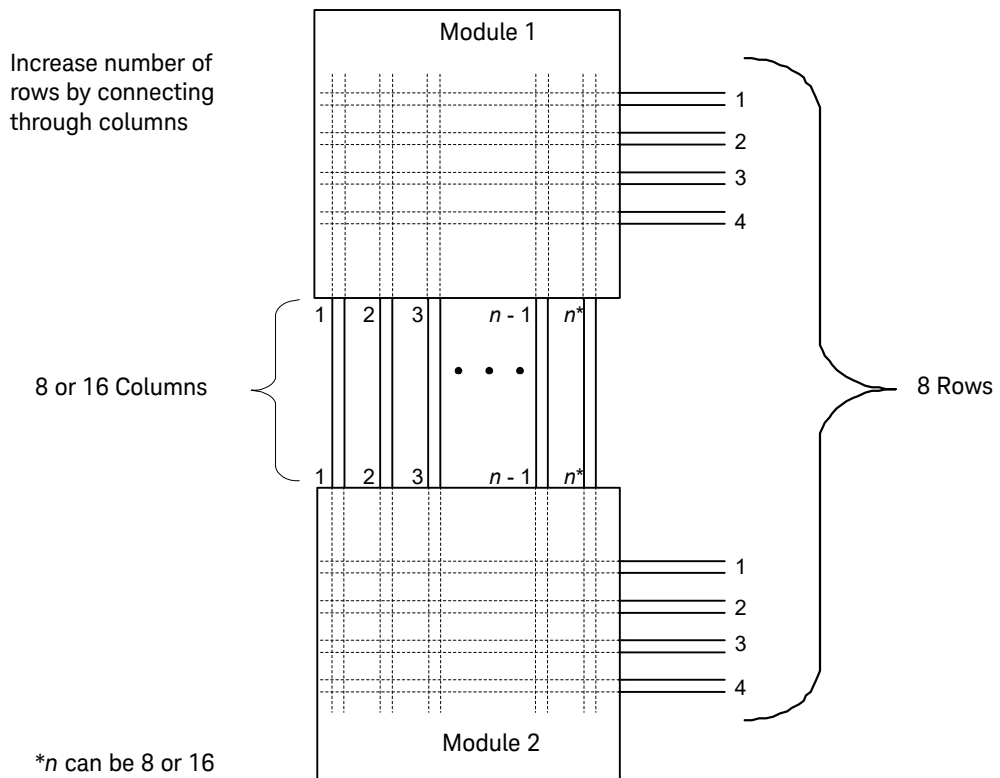 Module 1
Increase number of
rows by connecting
through columns
1
2
3
4
1 2 3 n - 1 n*
8 or 16 Columns
8 Rows
1 2 3 n - 1 n*
1
2
3
4
Module 2
*n can be 8 or 16